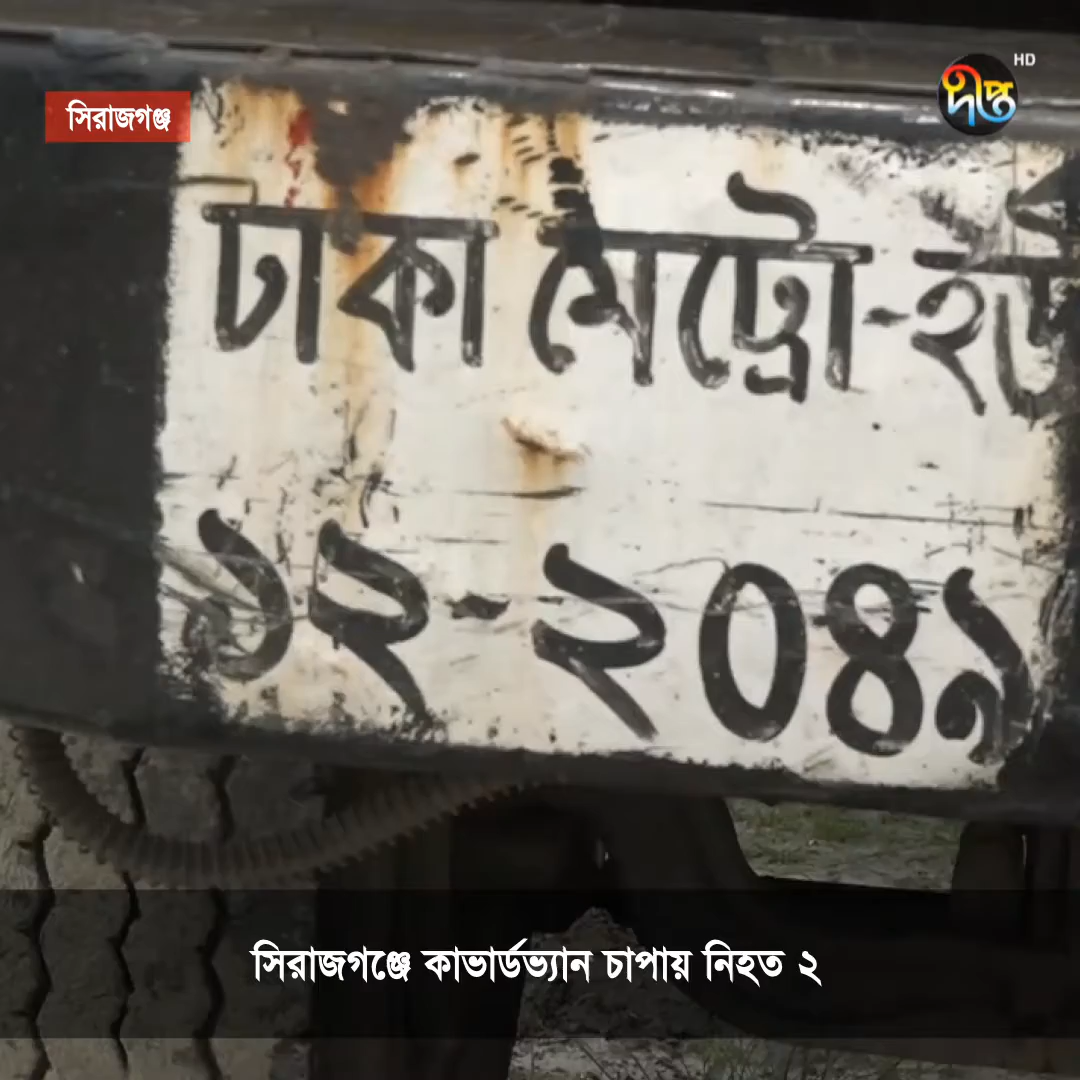 সিরাজগঞ্জ
দীপ্ত
HD
ঢাকা মেট্রো-উ
১২-২০৪৯
সিরাজগঞ্জে কাভার্ডভ্যান চাপায় নিহত ২